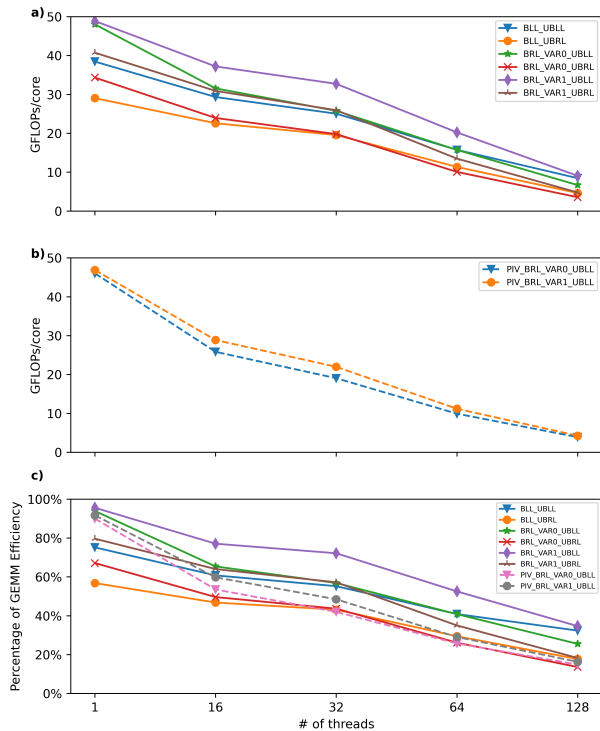 a)
50
40
30
20
10
0
GFLOPs/core
BLL_UBLL
BLL_UBRL
BRL_VAR0_UBLL
BRL_VAR0_UBRL
BRL_VAR1_UBLL
BRL_VAR1_UBRL
b)
50
40
30
20
10
0
GFLOPs/core
PIV_BRL_VAR0_UBLL
PIV_BRL_VAR1_UBLL
c)
100%
80%
60%
40%
20%
0%
Percentage of GEMM Efficiency
BLL_UBLL
BLL_UBRL
BRL_VAR0_UBLL
BRL_VAR0_UBRL
BRL_VAR1_UBLL
BRL_VAR1_UBRL
PIV_BRL_VAR0_UBLL
PIV_BRL_VAR1_UBLL
1 16 32 64 128
# of threads